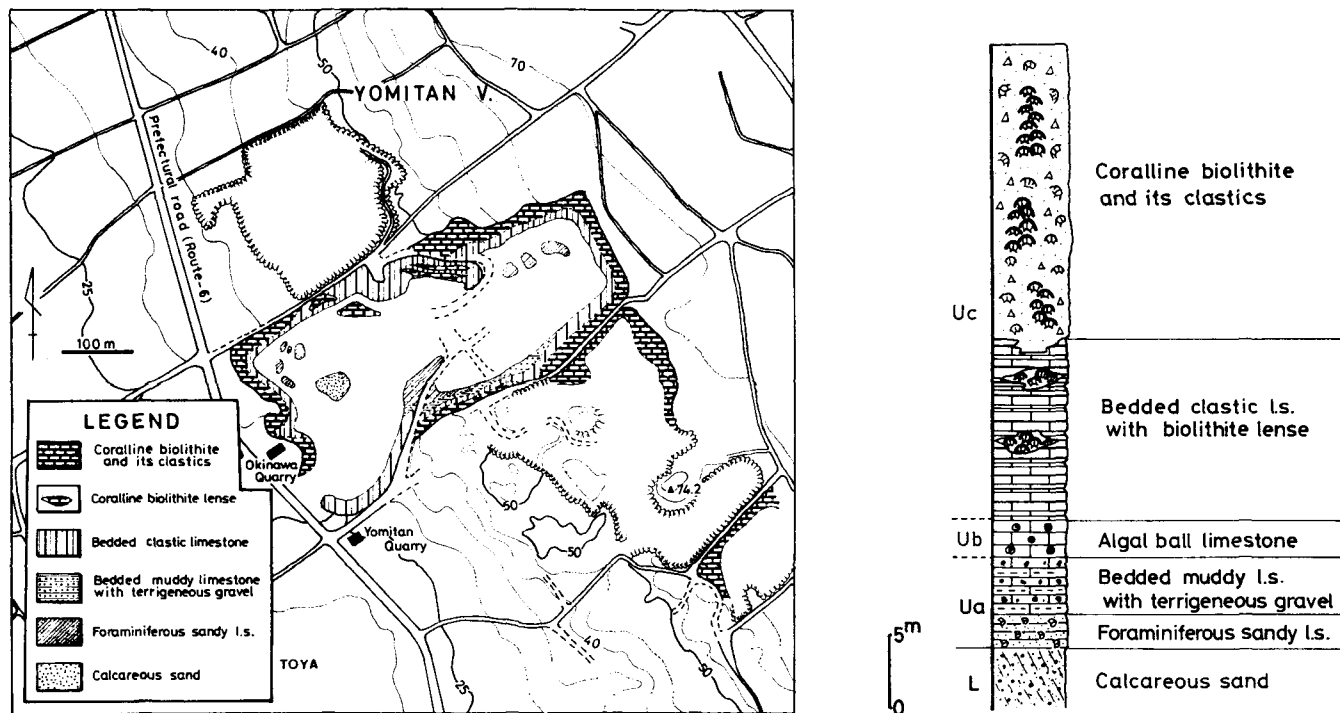 40
50
70
YOMITAN V.
Prefectural road (Route-6)
25
100 m
LEGEND
Coralline biolithite
and its clastics
Coralline biolithite lense
Bedded clastic limestone
Bedded muddy limestone
with terrigeneous gravel
Foraminiferous sandy l.s.
Calcareous sand
Okinawa
Quarry
Yomitan
Quarry
50
74.2
50
TOYA
25
40
50
Coralline biolithite
and its clastics
Uc
Bedded clastic l.s.
with biolithite lense
Ub
Algal ball limestone
Bedded muddy l.s.
with terrigeneous gravel
Ua
Foraminiferous sandy l.s.
5m
L
Calcareous sand
0